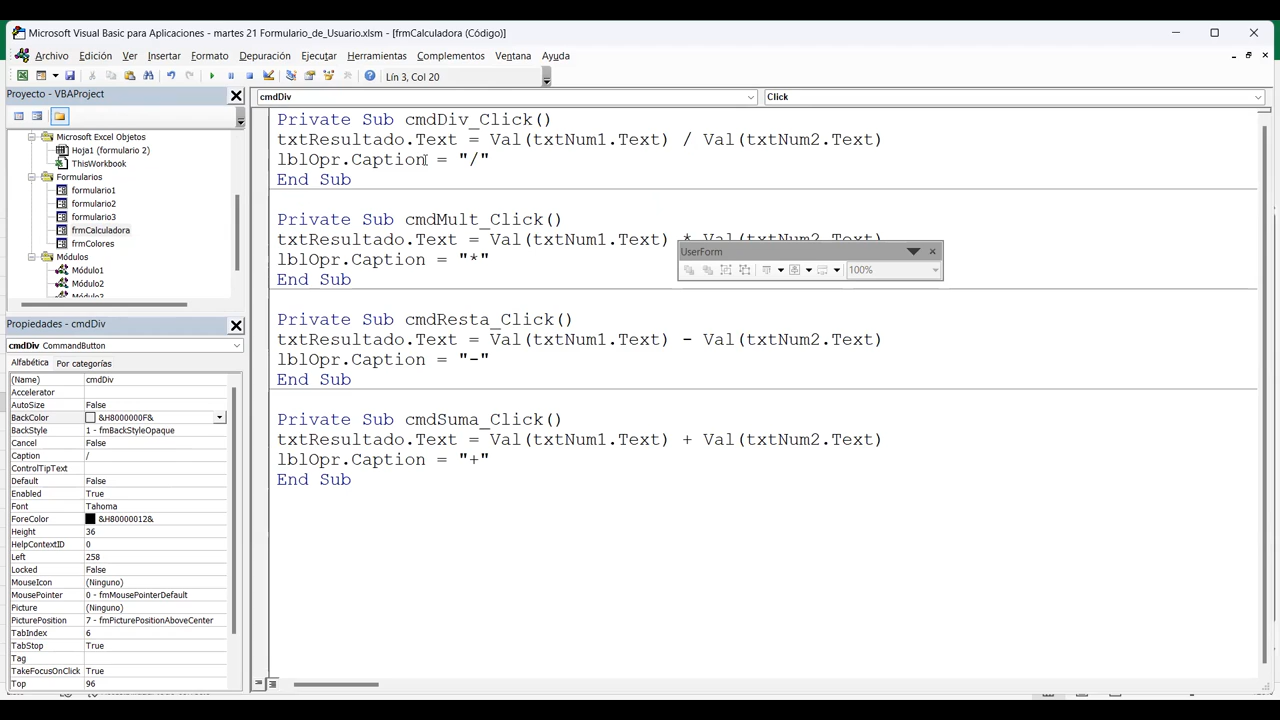 Microsoft Visual Basic para Aplicaciones - martes 21 Formulario_de_Usuario.xlsm - [frmCalculadora (Código)]
Archivo Edición Ver Insertar Formato Depuración Ejecutar Herramientas Complementos Ventana Ayuda
Lín 3, Col 20
Proyecto - VBAProject
Microsoft Excel Objetos
Hoja1 (formulario 2)
ThisWorkbook
Formularios
formulario1
formulario2
formulario3
frmCalculadora
frmColores
Módulos
Módulo1
Módulo2
Propiedades - cmdDiv
cmdDiv CommandButton
Alfabética Por categorías
(Name) cmdDiv
Accelerator
AutoSize False
BackColor &H8000000F&
BackStyle 1 - fmBackStyleOpaque
Cancel False
Caption /
ControlTipText
Default False
Enabled True
Font Tahoma
ForeColor &H80000012&
Height 36
HelpContextID 0
Left 258
Locked False
MouseIcon (Ninguno)
MousePointer 0 - fmMousePointerDefault
Picture (Ninguno)
PicturePosition 7 - fmPicturePositionAboveCenter
TabIndex 6
TabStop True
Tag
TakeFocusOnClick True
Top 96
cmdDiv Click
Private Sub cmdDiv_Click()
txtResultado.Text = Val(txtNum1.Text) / Val(txtNum2.Text)
lblOpr.Caption = "/"
End Sub
Private Sub cmdMult_Click()
txtResultado.Text = Val(txtNum1.Text) * Val(txtNum2.Text)
lblOpr.Caption = "*"
End Sub
Private Sub cmdResta_Click()
txtResultado.Text = Val(txtNum1.Text) - Val(txtNum2.Text)
lblOpr.Caption = "-"
End Sub
Private Sub cmdSuma_Click()
txtResultado.Text = Val(txtNum1.Text) + Val(txtNum2.Text)
lblOpr.Caption = "+"
End Sub
UserForm
100%